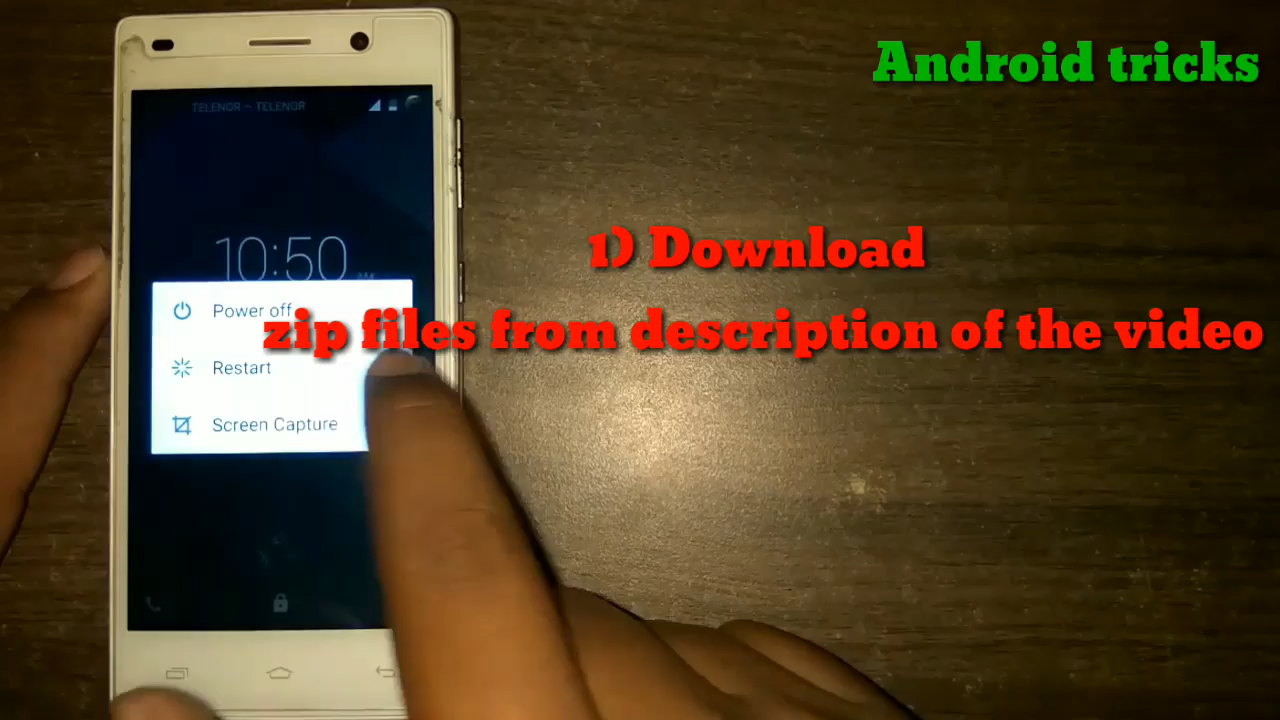 Android tricks
TELENOR — TELENOR
10:50 AM
1) Download
Power off
zip files from description of the video
Restart
Screen Capture